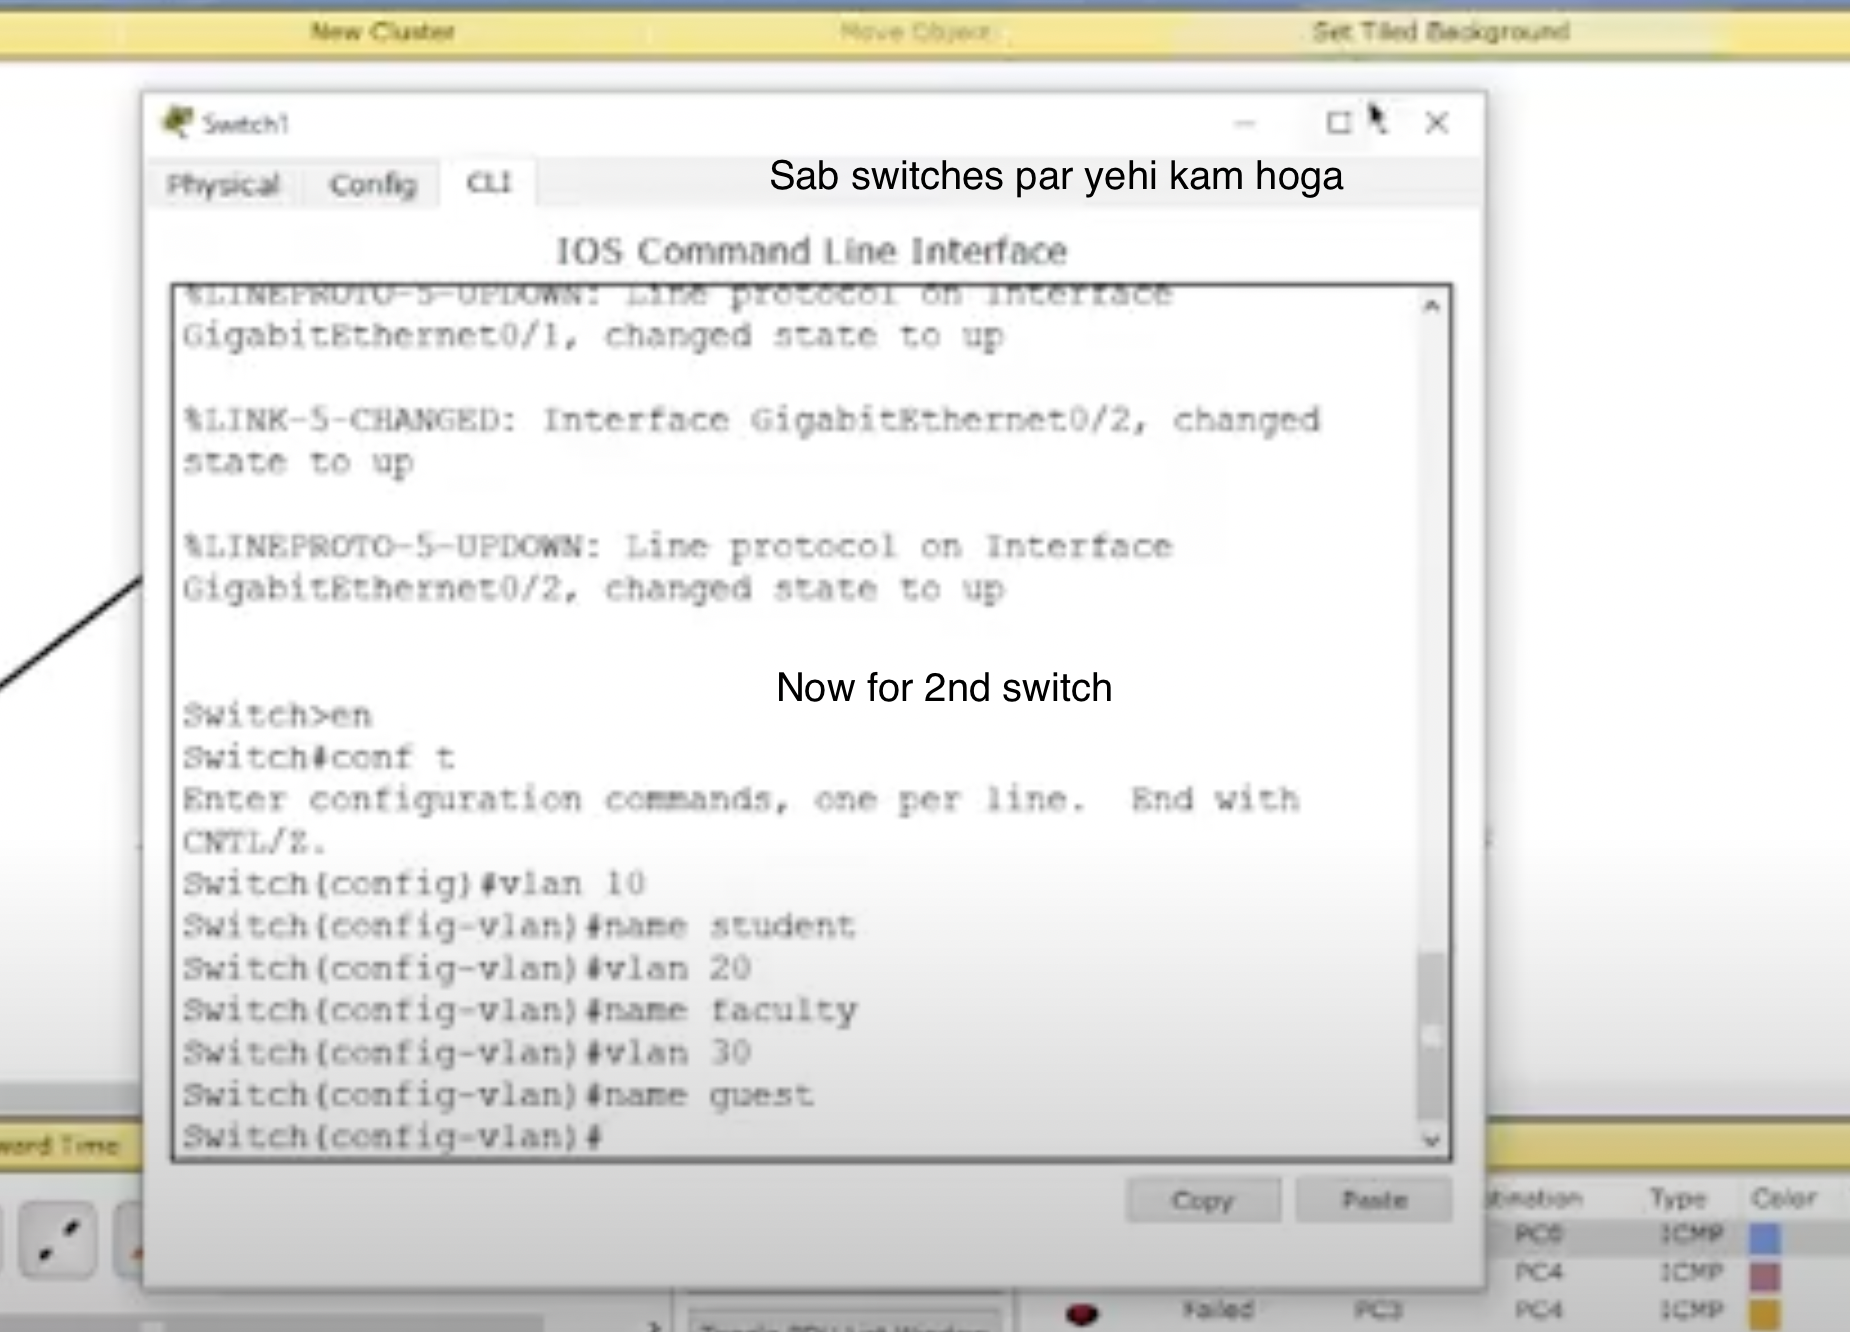 New Cluster
Move Object
Set Tiled Background
Switch1
Physical
Config
CLI
Sab switches par yehi kam hoga
IOS Command Line Interface
%LINEPROTO-5-UPDOWN: Line protocol on Interface
GigabitEthernet0/1, changed state to up
%LINK-5-CHANGED: Interface GigabitEthernet0/2, changed
state to up
%LINEPROTO-5-UPDOWN: Line protocol on Interface
GigabitEthernet0/2, changed state to up
Now for 2nd switch
Switch>en
Switch#conf t
Enter configuration commands, one per line.  End with
CNTL/Z.
Switch(config)#vlan 10
Switch(config-vlan)#name student
Switch(config-vlan)#vlan 20
Switch(config-vlan)#name faculty
Switch(config-vlan)#vlan 30
Switch(config-vlan)#name guest
Switch(config-vlan)#
Time
Copy
Paste
Type Color
PC0 ICMP
PC4 ICMP
Failed PC3 PC4 ICMP